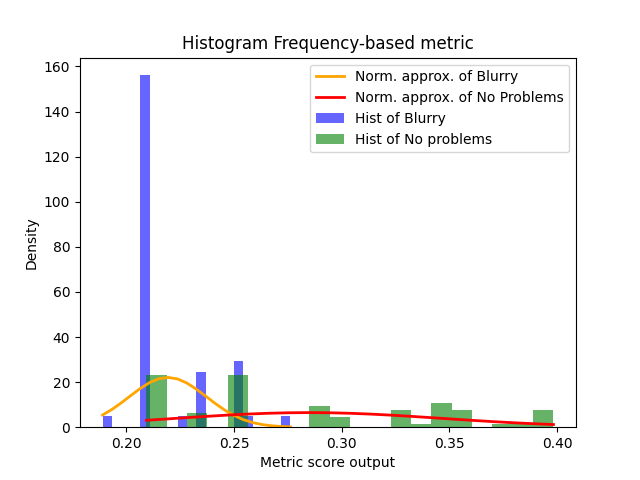 Histogram Frequency-based metric
Norm. approx. of Blurry
Norm. approx. of No Problems
Hist of Blurry
Hist of No problems
160
140
120
100
80
60
40
20
0
Density
0.20 0.25 0.30 0.35 0.40
Metric score output